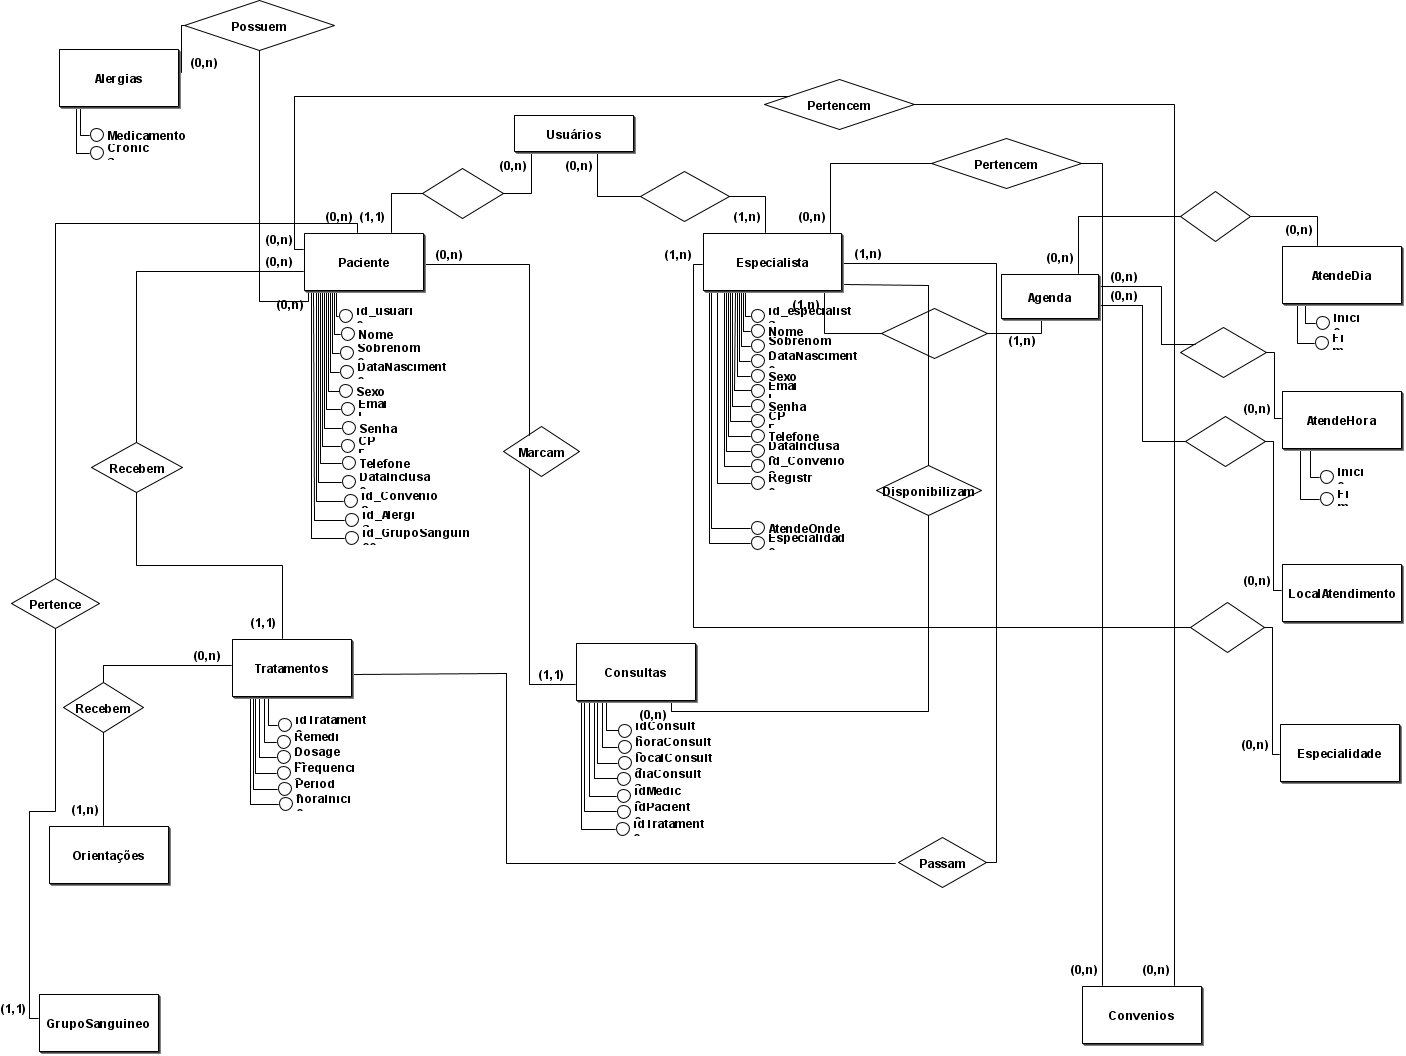 Possuem
(0,n)
Alergias
Medicamento
Cronic
Pertencem
Usuários
(0,n)
(0,n)
Pertencem
(0,n)
(1,1)
(1,n)
(0,n)
(0,n)
(0,n)
Paciente
(0,n)
(0,n)
(1,n)
Especialista
(1,n)
(0,n)
Agenda
(0,n)
(0,n)
(0,n)
AtendeDia
Inici
Fi
(1,n)
(1,n)
id_usuari
Nome
Sobrenom
DataNasciment
Sexo
Emai
Senha
CP
Telefone
DataInclusa
id_Convenio
id_Alergi
id_GrupoSanguin
id_especialist
Nome
Sobrenom
DataNasciment
Sexo
Emai
Senha
CP
Telefone
DataInclusa
id_Convenio
Registr
AtendeOnde
Especialidad
(0,n)
AtendeHora
Inici
Fi
Recebem
Marcam
Disponibilizam
(0,n)
LocalAtendimento
Pertence
(1,1)
(0,n)
Tratamentos
(1,1)
Consultas
(0,n)
Recebem
idTratament
Remedi
Dosage
Frequenci
Period
horaInici
idConsult
horaConsult
localConsult
diaConsult
idMedic
idPacient
idTratament
(0,n)
Especialidade
(1,n)
Orientações
Passam
(0,n)
(0,n)
(1,1)
GrupoSanguineo
Convenios